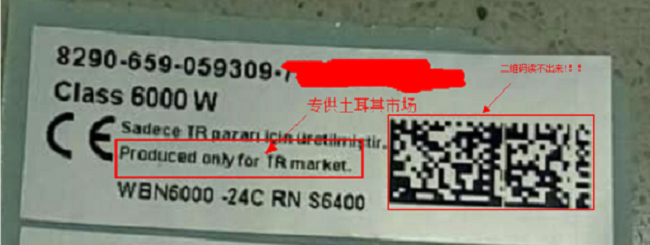 8290-659-059309-
二维码读不出来！！！
Class 6000 W
专供土耳其市场
CE
Sadece TR pazarı için üretilmiştir.
Produced only for TR market.
WBN6000 -24C RN S6400